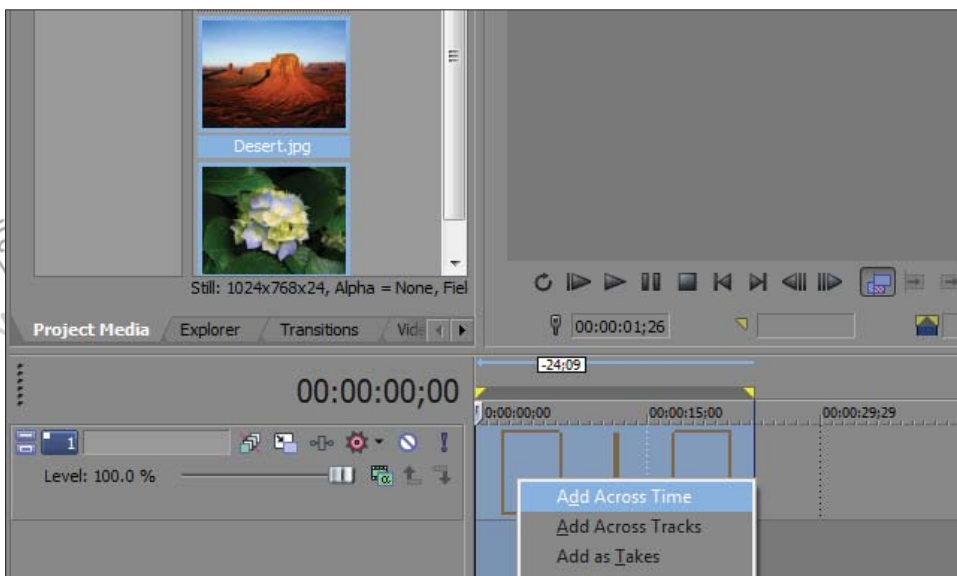 Desert.jpg
Still: 1024x768x24, Alpha = None, Fiel
Project Media Explorer Transitions Vid
00:00:01;26
-24;09
00:00:00;00
0:00:00;00 00:00:15;00 00:00:29;29
1
Level: 100.0 %
Add Across Time
Add Across Tracks
Add as Takes